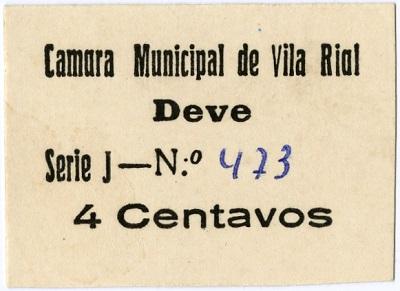 Camara Municipal de Vila Rial
Deve
Serie J — N.º 473
4 Centavos